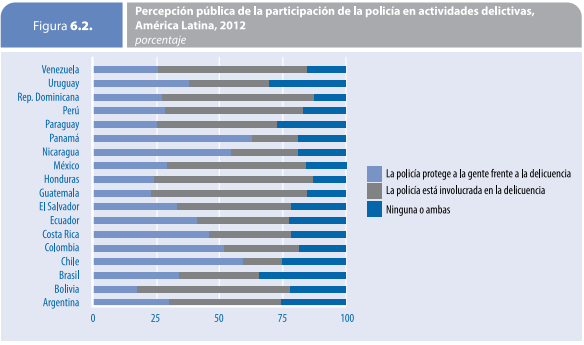 Figura 6.2.
Percepción pública de la participación de la policía en actividades delictivas,
América Latina, 2012
porcentaje
Venezuela
Uruguay
Rep. Dominicana
Perú
Paraguay
Panamá
Nicaragua
México
Honduras
Guatemala
El Salvador
Ecuador
Costa Rica
Colombia
Chile
Brasil
Bolivia
Argentina
0 25 50 75 100
La policía protege a la gente frente a la delicuencia
La policía está involucrada en la delicuencia
Ninguna o ambas